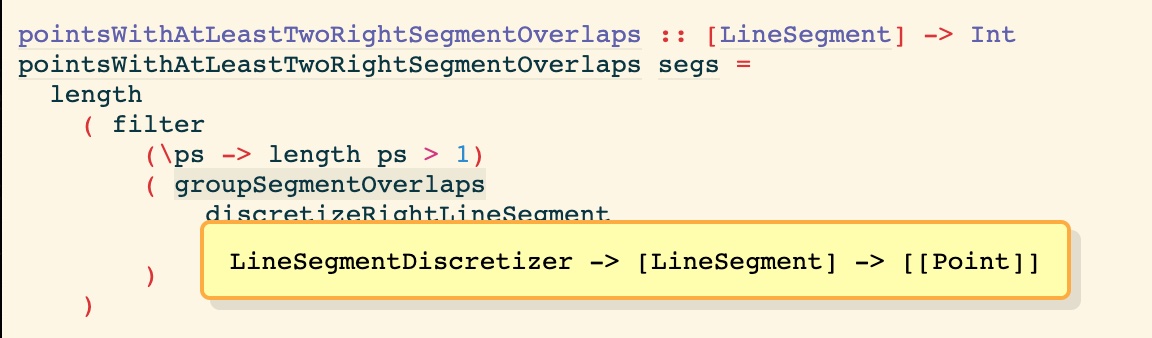 pointsWithAtLeastTwoRightSegmentOverlaps :: [LineSegment] -> Int
pointsWithAtLeastTwoRightSegmentOverlaps segs =
length
( filter
(\ps -> length ps > 1)
( groupSegmentOverlaps
discretizeRightLineSegment
LineSegmentDiscretizer -> [LineSegment] -> [[Point]]
)
)